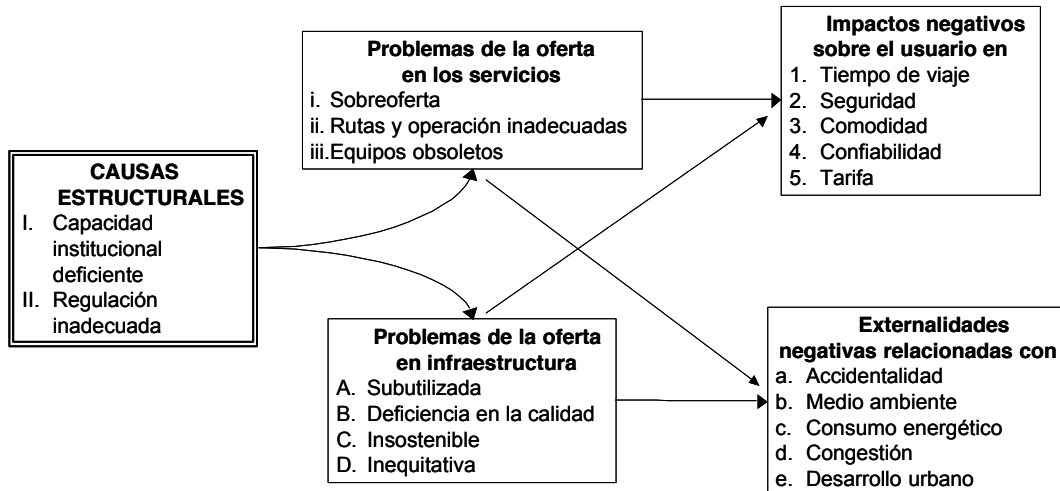 CAUSAS
ESTRUCTURALES
I. Capacidad
institucional
deficiente
II. Regulación
inadecuada
Problemas de la oferta
en los servicios
i. Sobreoferta
ii. Rutas y operación inadecuadas
iii.Equipos obsoletos
Problemas de la oferta
en infraestructura
A. Subutilizada
B. Deficiencia en la calidad
C. Insostenible
D. Inequitativa
Impactos negativos
sobre el usuario en
1. Tiempo de viaje
2. Seguridad
3. Comodidad
4. Confiabilidad
5. Tarifa
Externalidades
negativas relacionadas con
a. Accidentalidad
b. Medio ambiente
c. Consumo energético
d. Congestión
e. Desarrollo urbano